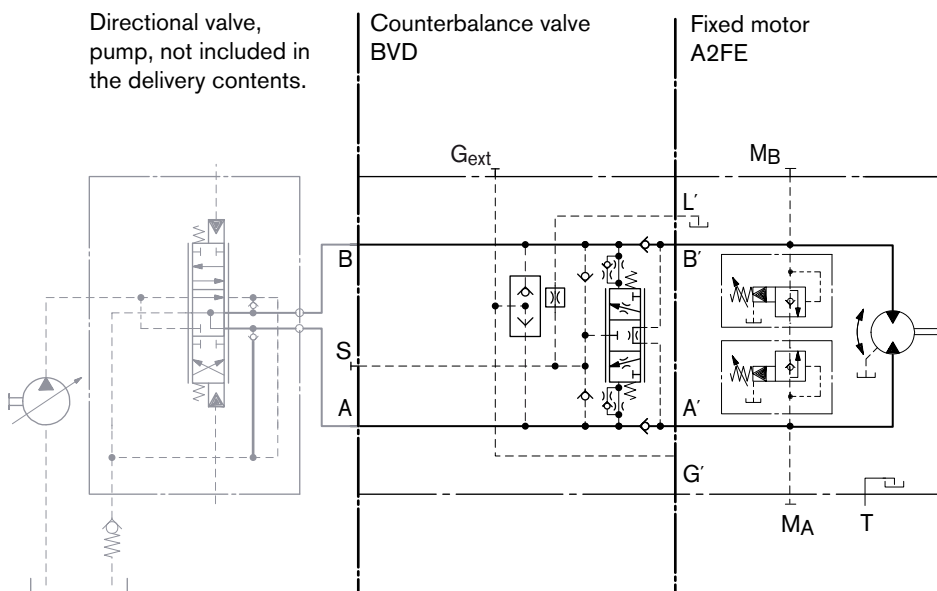 Directional valve,
pump, not included in
the delivery contents.
Counterbalance valve
BVD
Fixed motor
A2FE
Gext
MB
L′
B
B′
S
A
A′
G′
MA
T